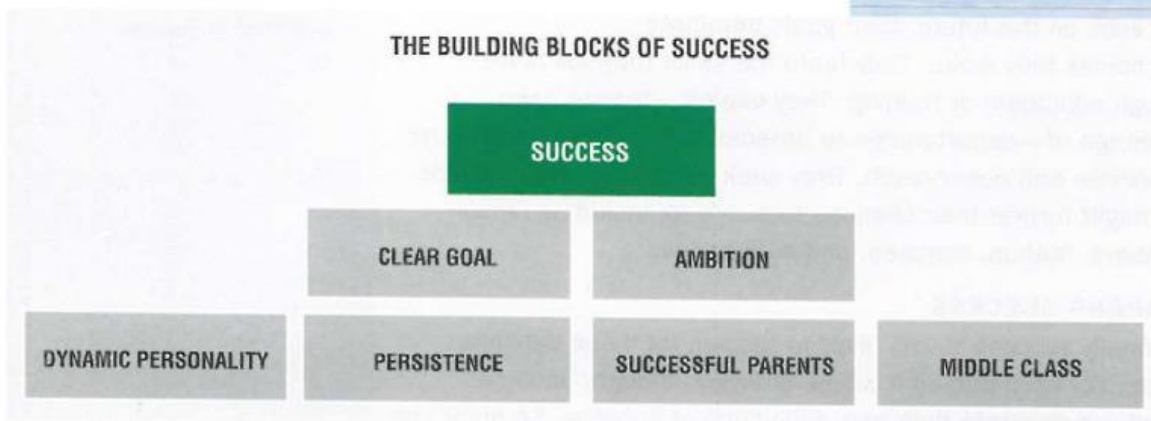 THE BUILDING BLOCKS OF SUCCESS
SUCCESS
CLEAR GOAL
AMBITION
DYNAMIC PERSONALITY
PERSISTENCE
SUCCESSFUL PARENTS
MIDDLE CLASS